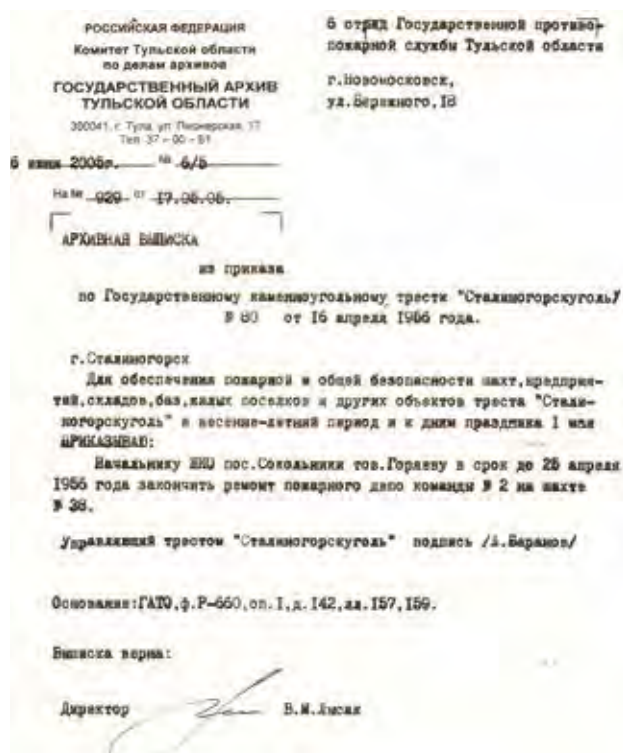 РОССИЙСКАЯ ФЕДЕРАЦИЯ
Комитет Тульской области
по делам архивов
ГОСУДАРСТВЕННЫЙ АРХИВ
ТУЛЬСКОЙ ОБЛАСТИ
300041, г. Тула, ул. Пионерская, 17
Тел. 37 – 00 – 51
6 июня 2005г. № 6/5
На № 929 от 17.05.05.
6 отряд Государственной противо-
пожарной службы Тульской области
г.Новомосковск,
ул.Бережного,18
АРХИВНАЯ ВЫПИСКА
из приказа
по Государственному каменноугольному тресту "Сталиногорскуголь"
№ 80 от 16 апреля 1956 года.
г.Сталиногорск
Для обеспечения пожарной и общей безопасности шахт,предприя-
тий,складов,баз,жилых поселков и других объектов треста "Стали-
ногорскуголь" в весенне-летний период и к дням праздника 1 мая
ПРИКАЗЫВАЮ:
Начальнику пос.Сокольники тов.Горяеву в срок до 25 апреля
1956 года закончить ремонт пожарного депо команды № 2 на шахте
№ 38.
Управляющий трестом "Сталиногорскуголь" подпись /А.Баранов/
Основание:ГАТО,ф.Р-660,оп.1,д.142,лл.157,159.
Выписка верна:
Директор В.М.